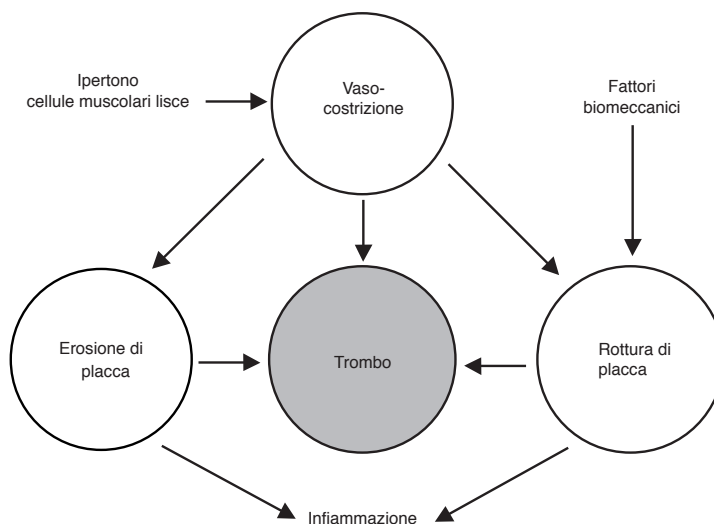 Ipertono
cellule muscolari lisce
Vaso-
costrizione
Fattori
biomeccanici
Erosione di
placca
Trombo
Rottura di
placca
Infiammazione